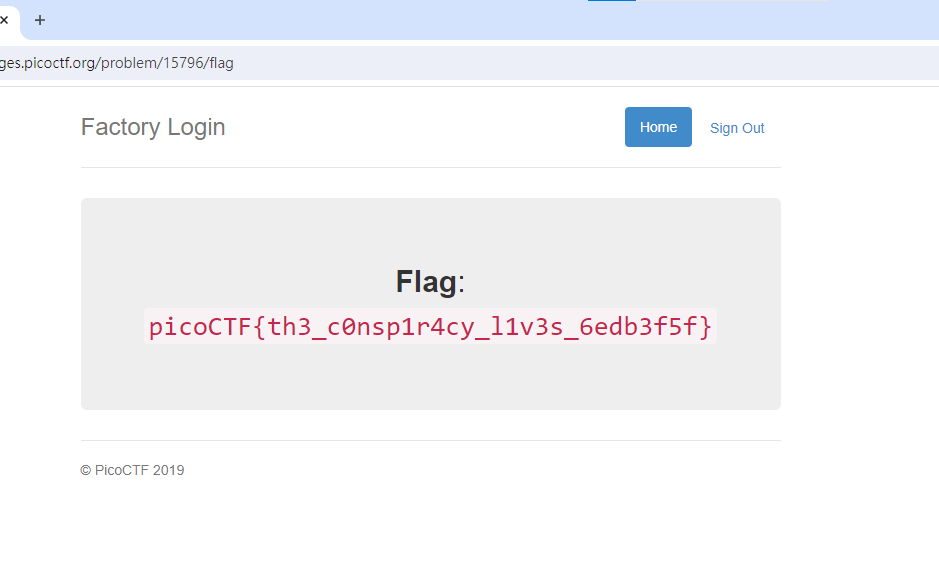 ges.picoctf.org/problem/15796/flag
Factory Login
Home
Sign Out
Flag:
picoCTF{th3_c0nsp1r4cy_l1v3s_6edb3f5f}
© PicoCTF 2019